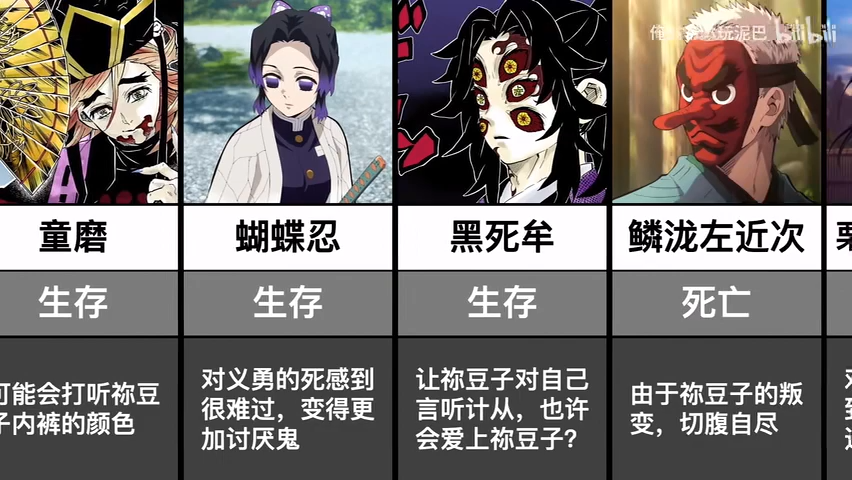 bilibili
童磨
蝴蝶忍
黑死牟
鳞泷左近次
生存
生存
生存
死亡
可能会打听祢豆
子内裤的颜色
对义勇的死感到
很难过，变得更
加讨厌鬼
让祢豆子对自己
言听计从，也许
会爱上祢豆子？
由于祢豆子的叛
变，切腹自尽